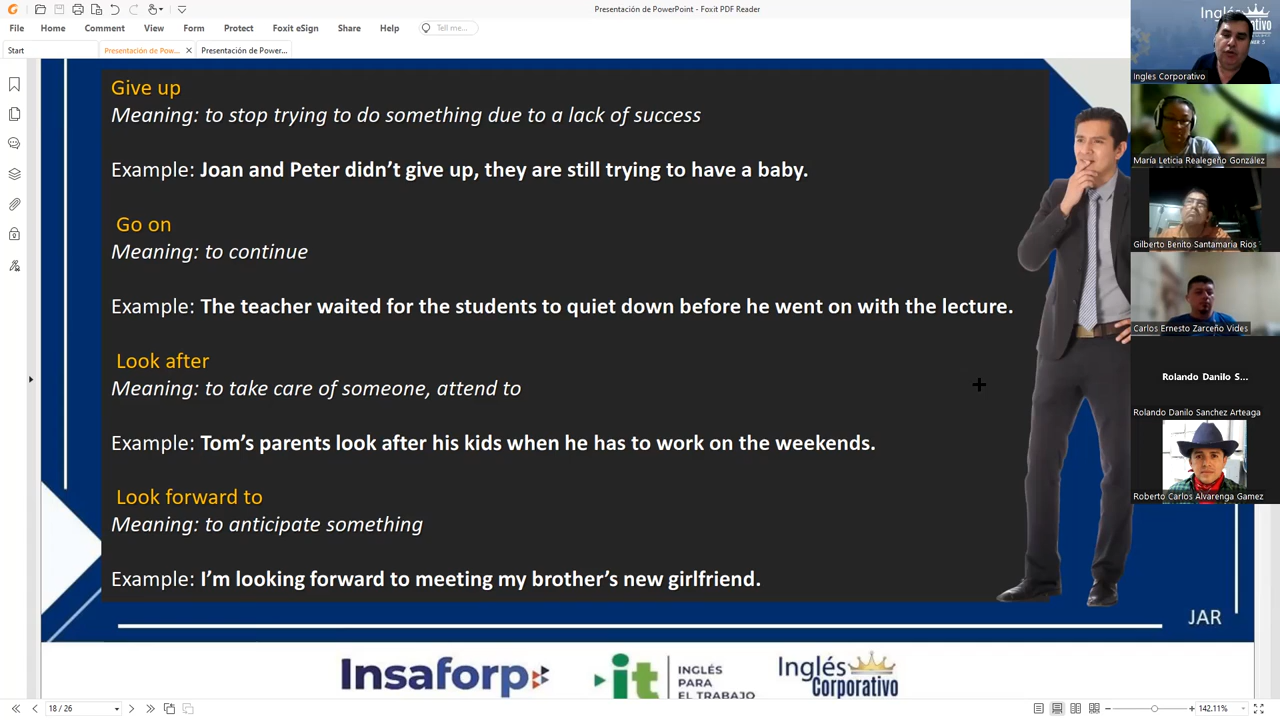 Presentación de PowerPoint - Foxit PDF Reader
File Home Comment View Form Protect Foxit eSign Share Help Tell me...
Start Presentación de Pow... Presentación de Power...
Give up
Meaning: to stop trying to do something due to a lack of success
Example: Joan and Peter didn't give up, they are still trying to have a baby.
Go on
Meaning: to continue
Example: The teacher waited for the students to quiet down before he went on with the lecture.
Look after
Meaning: to take care of someone, attend to
Example: Tom's parents look after his kids when he has to work on the weekends.
Look forward to
Meaning: to anticipate something
Example: I'm looking forward to meeting my brother's new girlfriend.
JAR
Insaforp
it
INGLÉS
PARA
EL TRABAJO
Inglés
Corporativo
18 / 26
142.11%
Ingles Corporativo
María Leticia Realegeño González
Gilberto Benito Santamaria Rios
Carlos Ernesto Zarceño Vides
Rolando Danilo S...
Rolando Danilo Sanchez Arteaga
Roberto Carlos Alvarenga Gamez